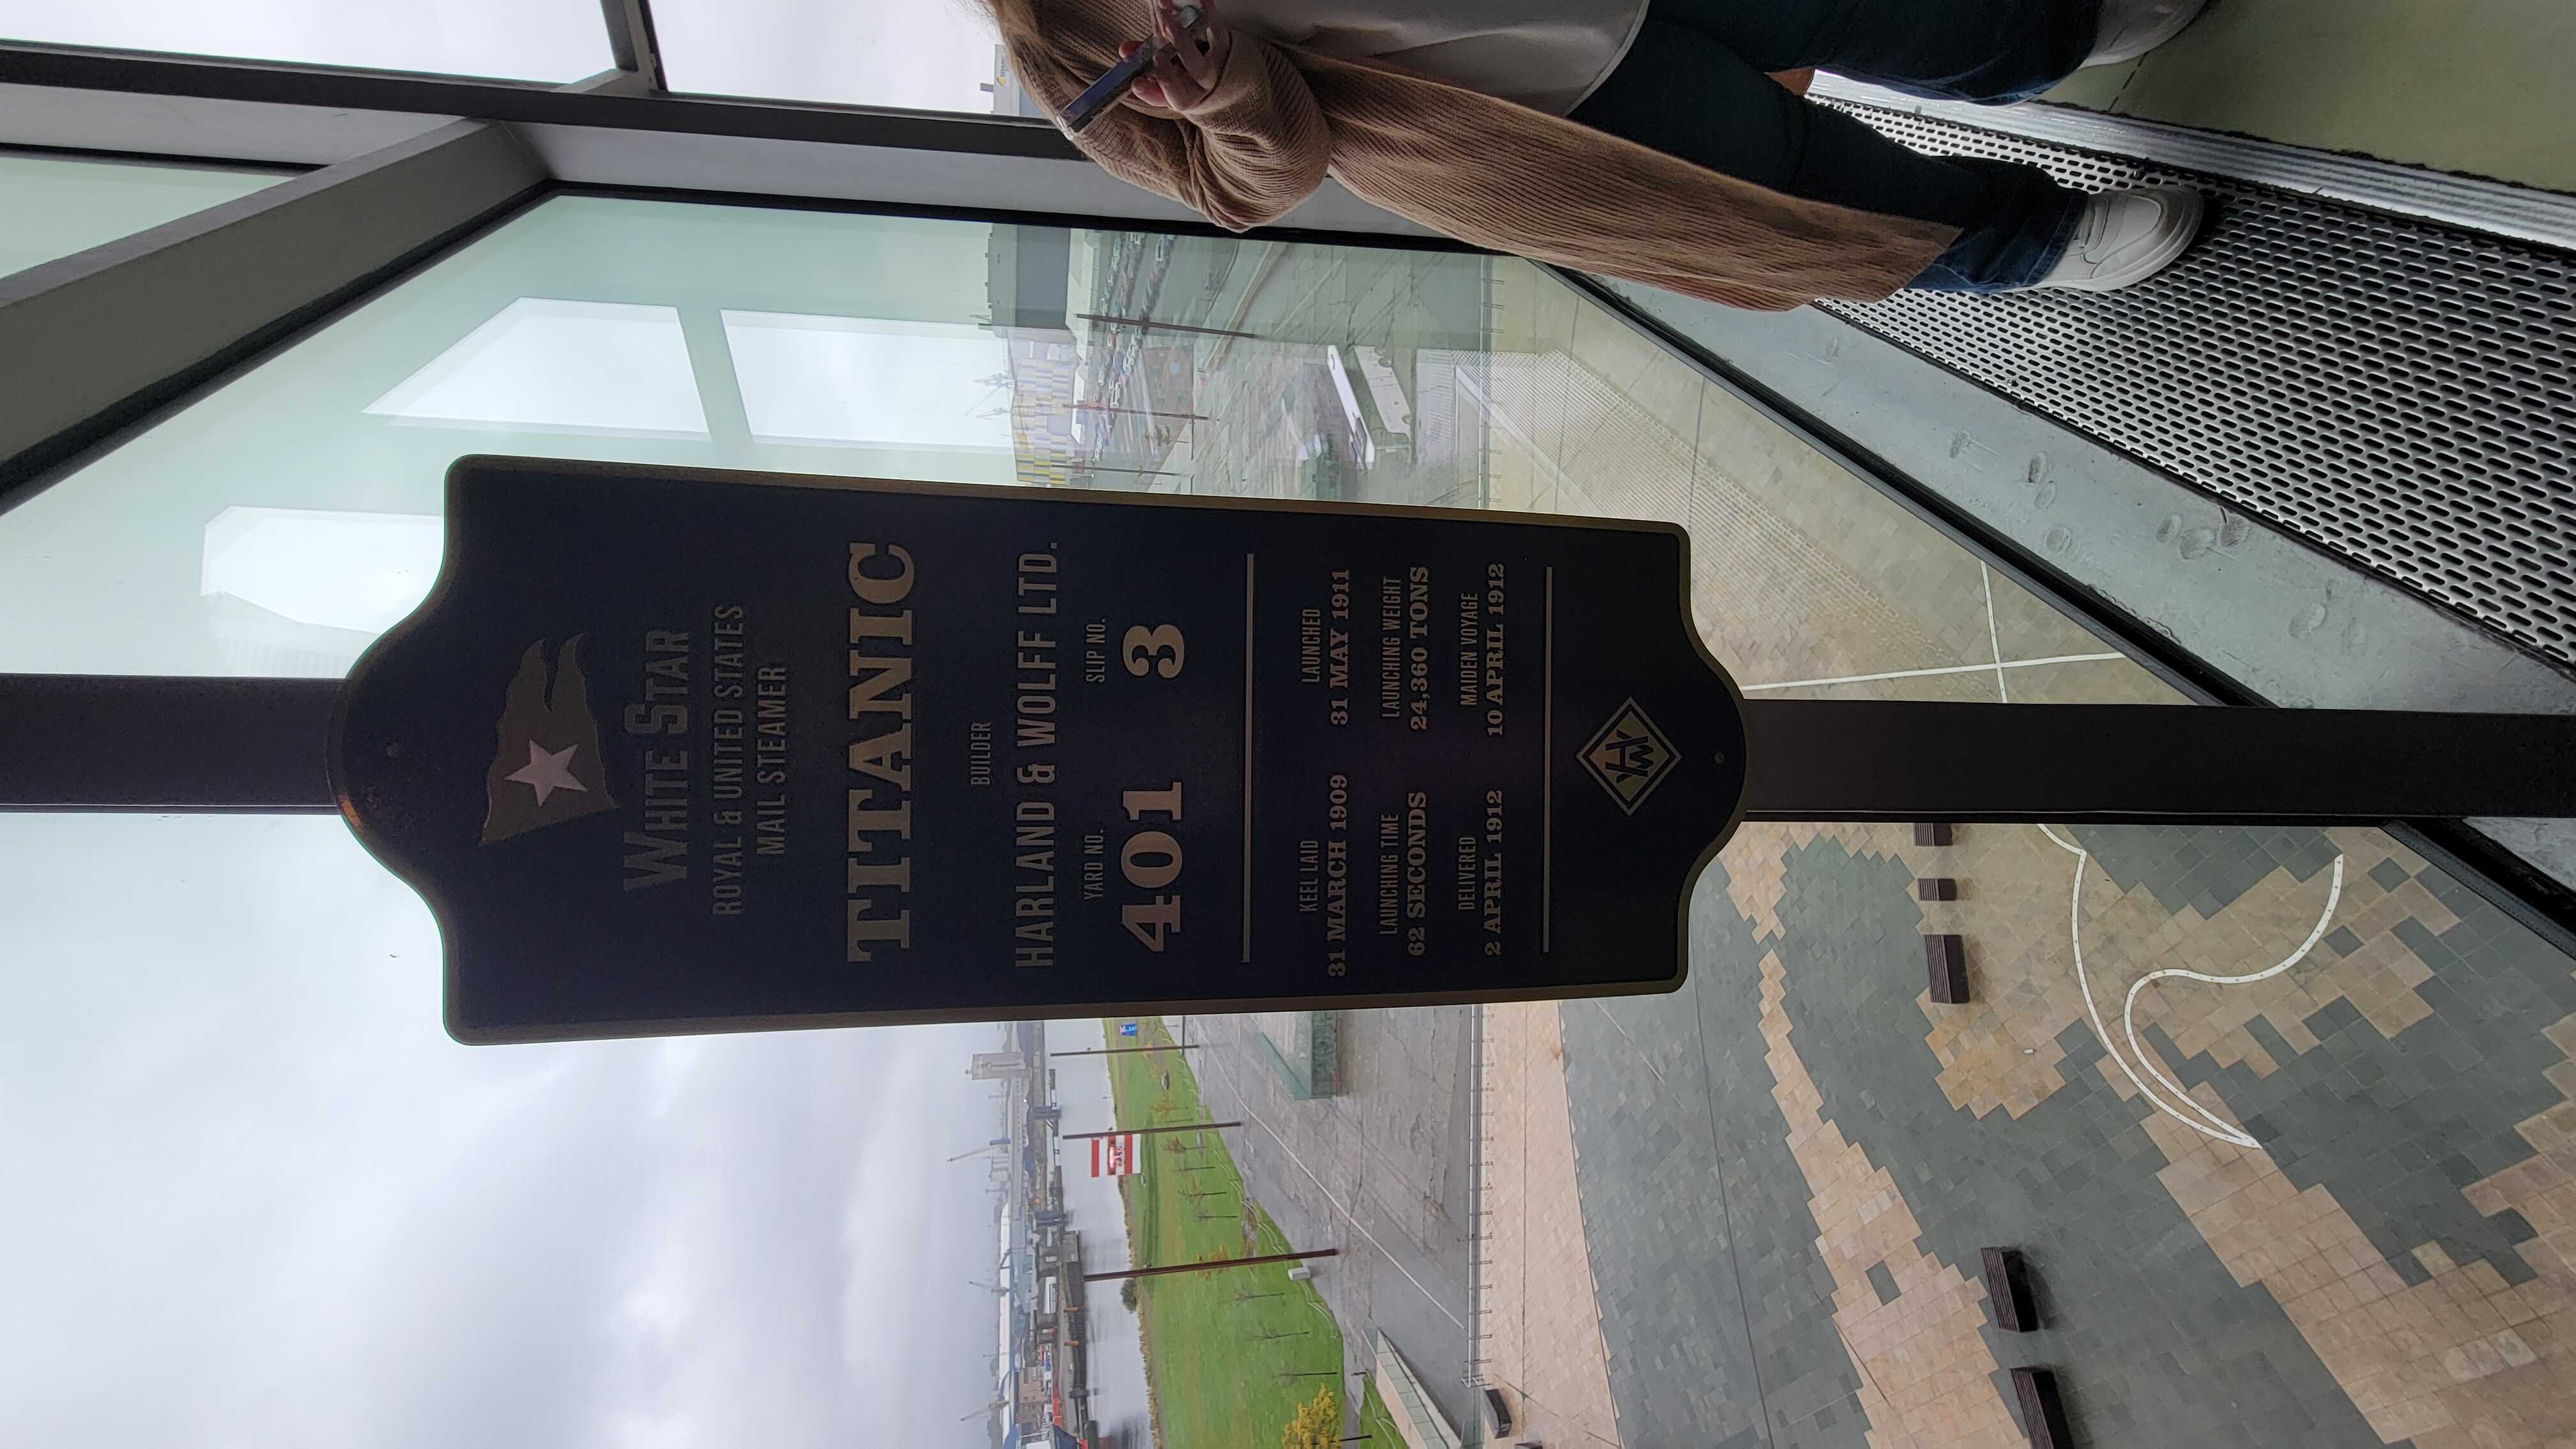 WHITE STAR
ROYAL & UNITED STATES
MAIL STEAMER
TITANIC
BUILDER
HARLAND & WOLFF LTD.
YARD NO. SLIP NO.
401 3
KEEL LAID LAUNCHED
31 MARCH 1909 31 MAY 1911
LAUNCHING TIME LAUNCHING WEIGHT
62 SECONDS 24,360 TONS
DELIVERED MAIDEN VOYAGE
2 APRIL 1912 10 APRIL 1912